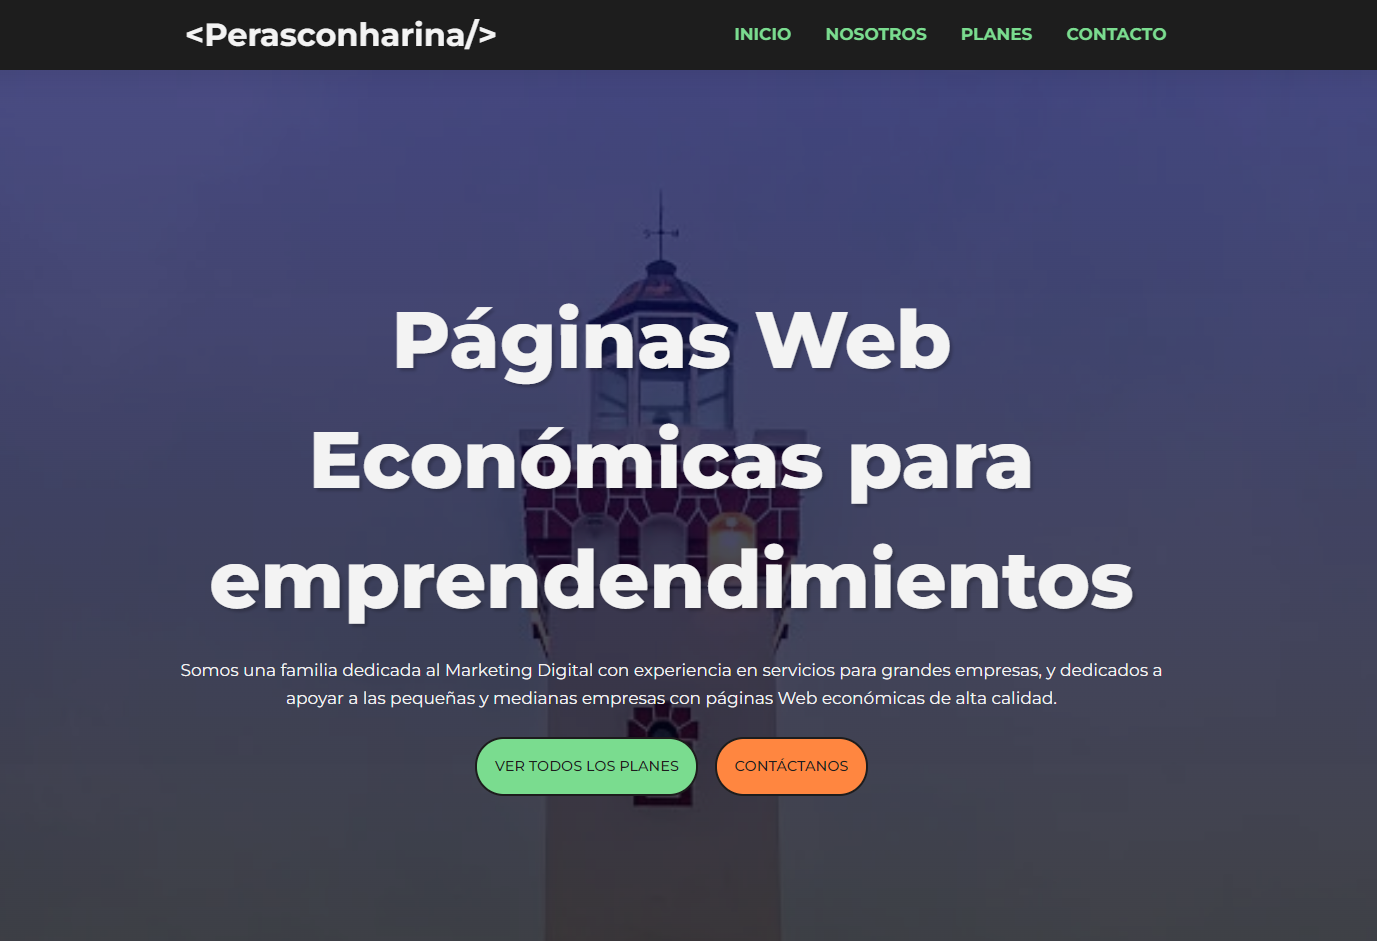 <Perasconharina/>
INICIO NOSOTROS PLANES CONTACTO
Páginas Web
Económicas para
emprendendimientos
Somos una familia dedicada al Marketing Digital con experiencia en servicios para grandes empresas, y dedicados a
apoyar a las pequeñas y medianas empresas con páginas Web económicas de alta calidad.
VER TODOS LOS PLANES
CONTÁCTANOS